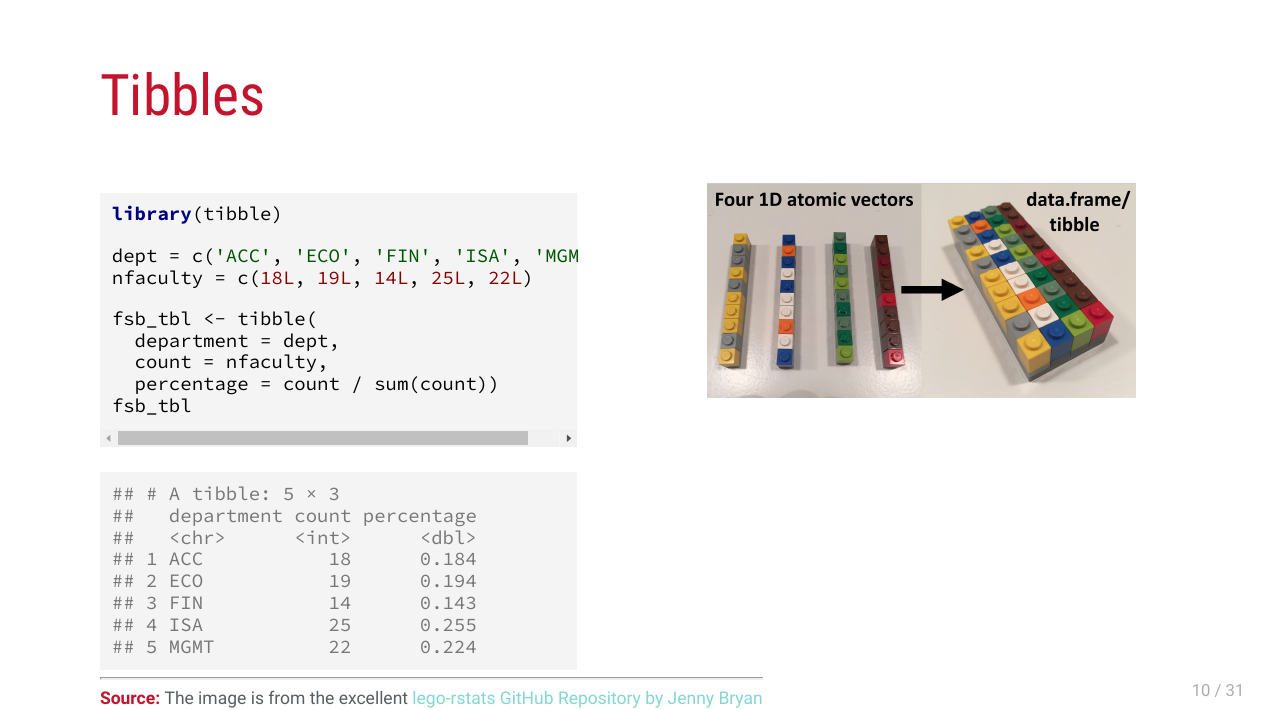 Tibbles
library(tibble)
dept = c('ACC', 'ECO', 'FIN', 'ISA', 'MGM
nfaculty = c(18L, 19L, 14L, 25L, 22L)
fsb_tbl <- tibble(
  department = dept,
  count = nfaculty,
  percentage = count / sum(count))
fsb_tbl
## # A tibble: 5 × 3
##   department count percentage
##   <chr>      <int>      <dbl>
## 1 ACC           18      0.184
## 2 ECO           19      0.194
## 3 FIN           14      0.143
## 4 ISA           25      0.255
## 5 MGMT          22      0.224
Four 1D atomic vectors
data.frame/
tibble
Source: The image is from the excellent lego-rstats GitHub Repository by Jenny Bryan
10 / 31